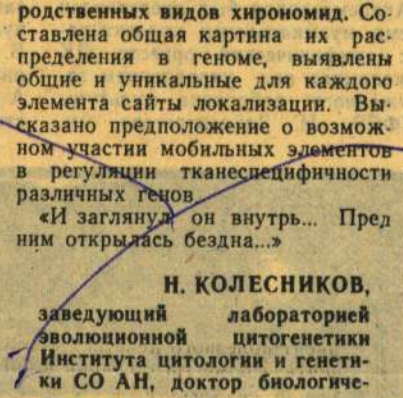 родственных видов хирономид. Со-
ставлена общая картина их рас-
пределения в геноме, выявлены
общие и уникальные для каждого
элемента сайты локализации. Вы-
сказано предположение о возмож-
ном участии мобильных элементов
в регуляции тканеспецифичности
различных генов.
«И заглянул он внутрь... Пред
ним открылась бездна...»
Н. КОЛЕСНИКОВ,
заведующий лабораторией
эволюционной цитогенетики
Института цитологии и генети-
ки СО АН, доктор биологиче-